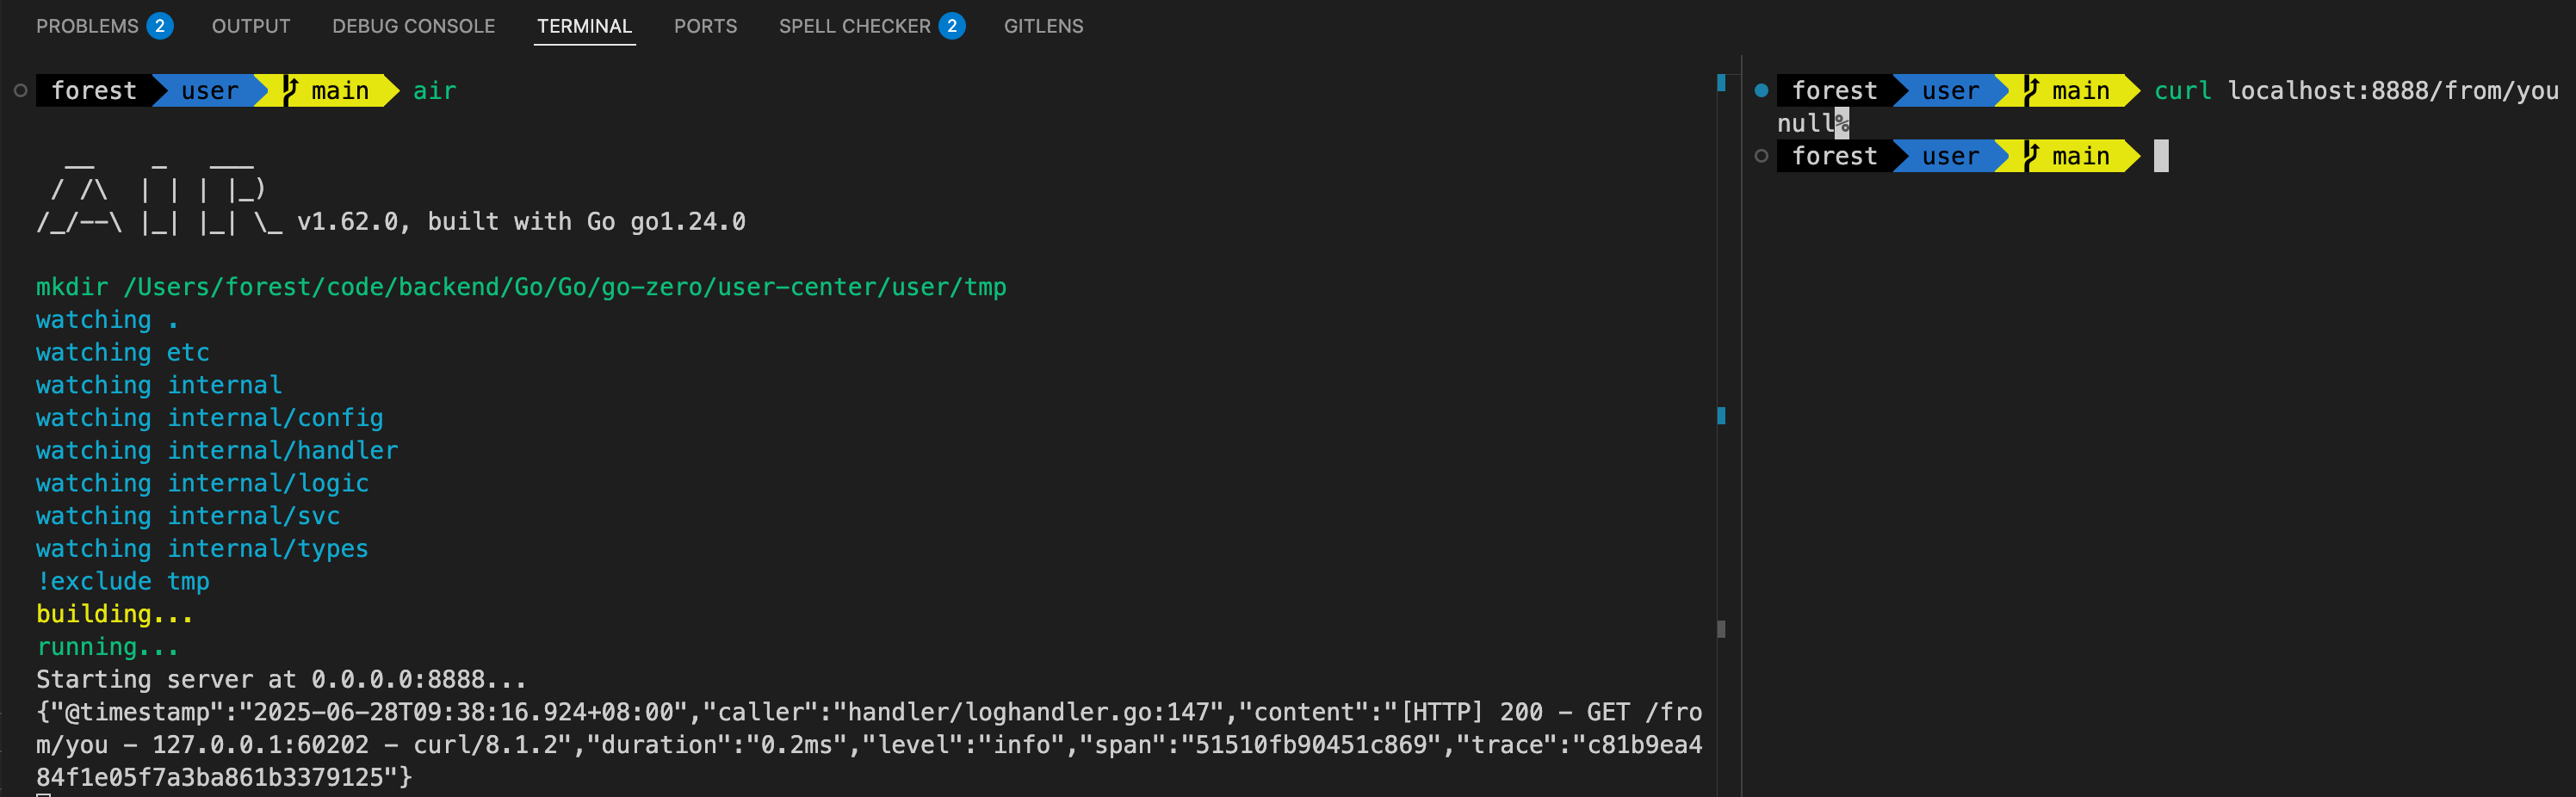 PROBLEMS 2 OUTPUT DEBUG CONSOLE TERMINAL PORTS SPELL CHECKER 2 GITLENS
forest user main air
  __    _   ___
 / /\  | | | |_)
/_/--\ |_| |_| \_ v1.62.0, built with Go go1.24.0
mkdir /Users/forest/code/backend/Go/Go/go-zero/user-center/user/tmp
watching .
watching etc
watching internal
watching internal/config
watching internal/handler
watching internal/logic
watching internal/svc
watching internal/types
!exclude tmp
building...
running...
Starting server at 0.0.0.0:8888...
{"@timestamp":"2025-06-28T09:38:16.924+08:00","caller":"handler/loghandler.go:147","content":"[HTTP] 200 - GET /fro
m/you - 127.0.0.1:60202 - curl/8.1.2","duration":"0.2ms","level":"info","span":"51510fb90451c869","trace":"c81b9ea4
84f1e05f7a3ba861b3379125"}
forest user main curl localhost:8888/from/you
null%
forest user main